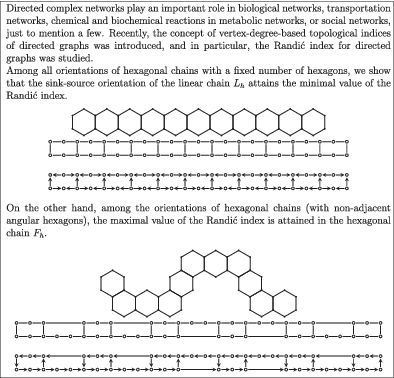 Directed complex networks play an important role in biological networks, transportation
networks, chemical and biochemical reactions in metabolic networks, or social networks,
just to mention a few. Recently, the concept of vertex-degree-based topological indices
of directed graphs was introduced, and in particular, the Randić index for directed
graphs was studied.
Among all orientations of hexagonal chains with a fixed number of hexagons, we show
that the sink-source orientation of the linear chain Lₕ attains the minimal value of the
Randić index.
On the other hand, among the orientations of hexagonal chains (with non-adjacent
angular hexagons), the maximal value of the Randić index is attained in the hexagonal
chain Fₕ.